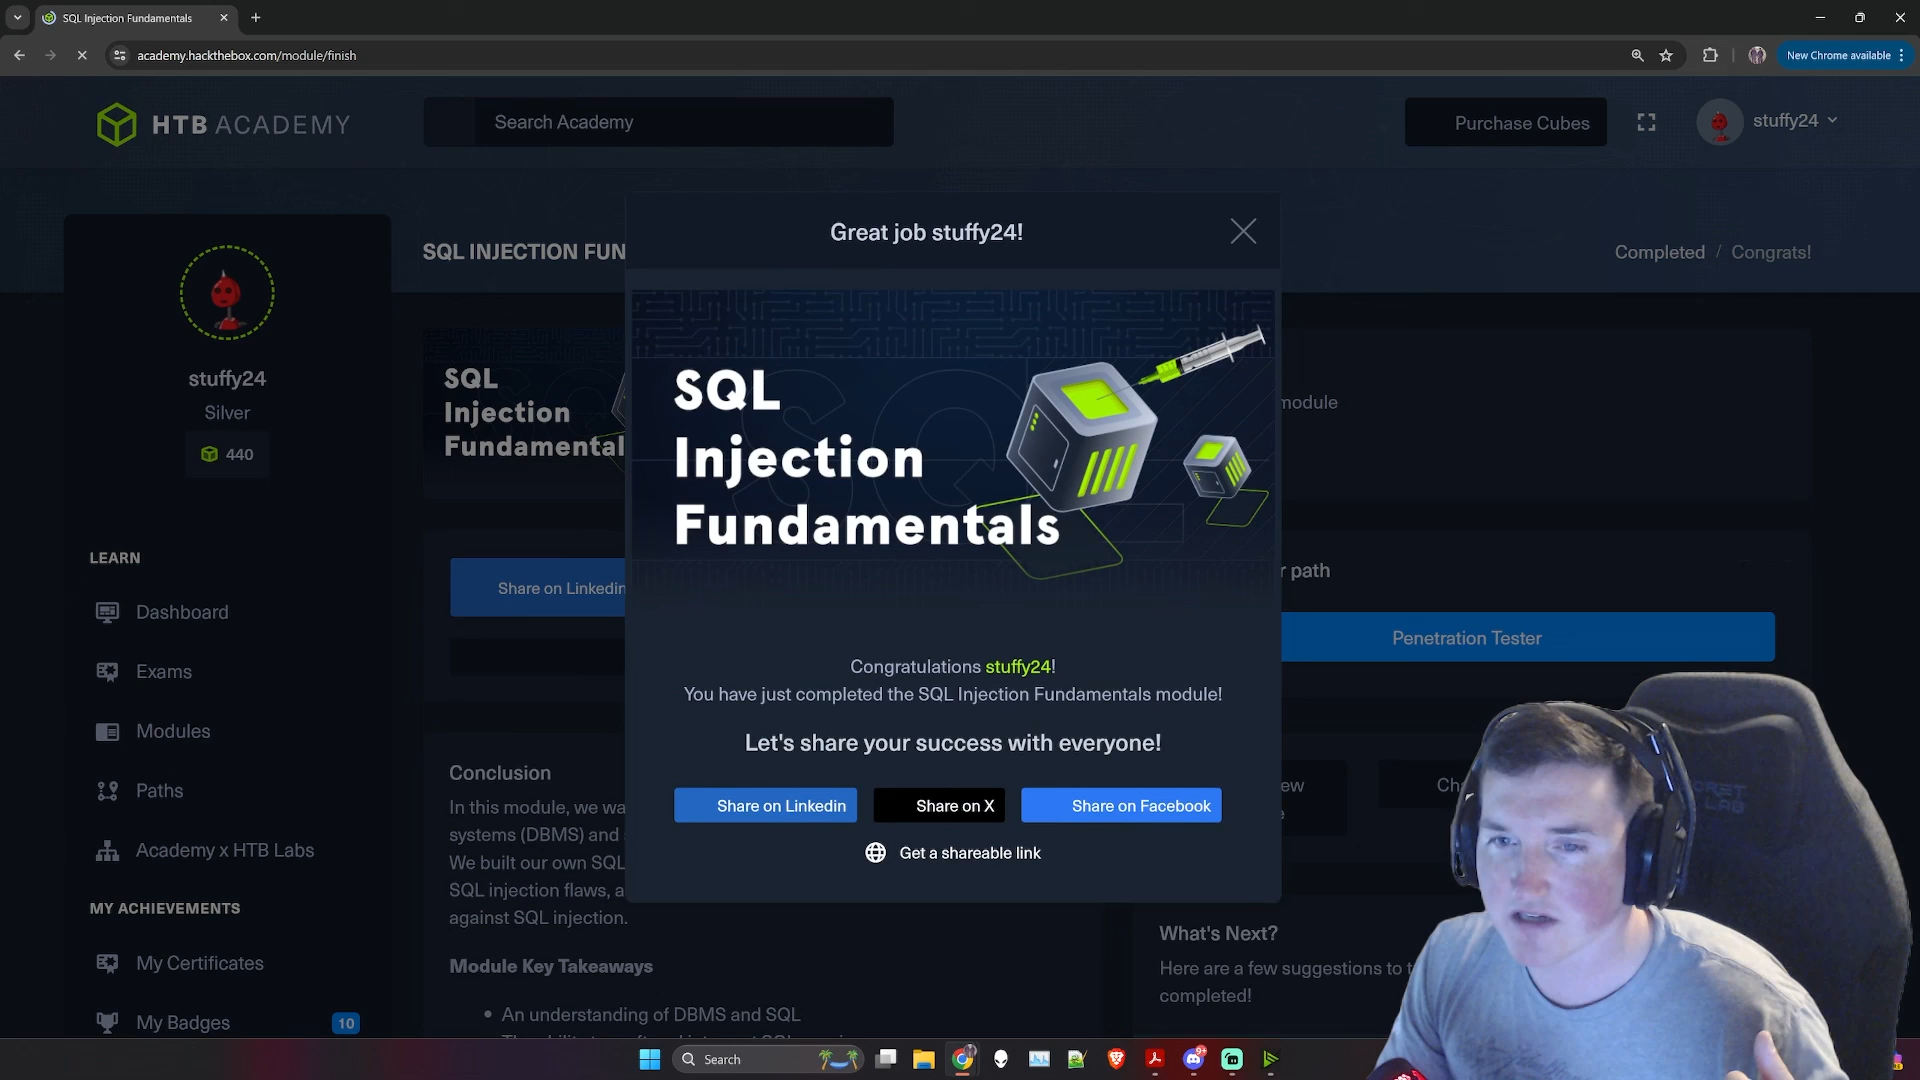 SQL Injection Fundamentals
academy.hackthebox.com/module/finish
New Chrome available
HTB ACADEMY
Search Academy
Purchase Cubes
stuffy24
Great job stuffy24!
SQL INJECTION FUN
Completed / Congrats!
stuffy24
Silver
440
SQL
Injection
Fundamental
SQL
Injection
Fundamentals
module
Share on Linkedin
r path
Penetration Tester
LEARN
Dashboard
Exams
Modules
Paths
Academy x HTB Labs
MY ACHIEVEMENTS
My Certificates
My Badges
10
Congratulations stuffy24!
You have just completed the SQL Injection Fundamentals module!
Let's share your success with everyone!
Share on Linkedin
Share on X
Share on Facebook
Get a shareable link
Conclusion
In this module, we wa
systems (DBMS) and
We built our own SQL
SQL injection flaws, a
against SQL injection.
Module Key Takeaways
• An understanding of DBMS and SQL
ew
Ch
What's Next?
Here are a few suggestions to t
completed!
Search